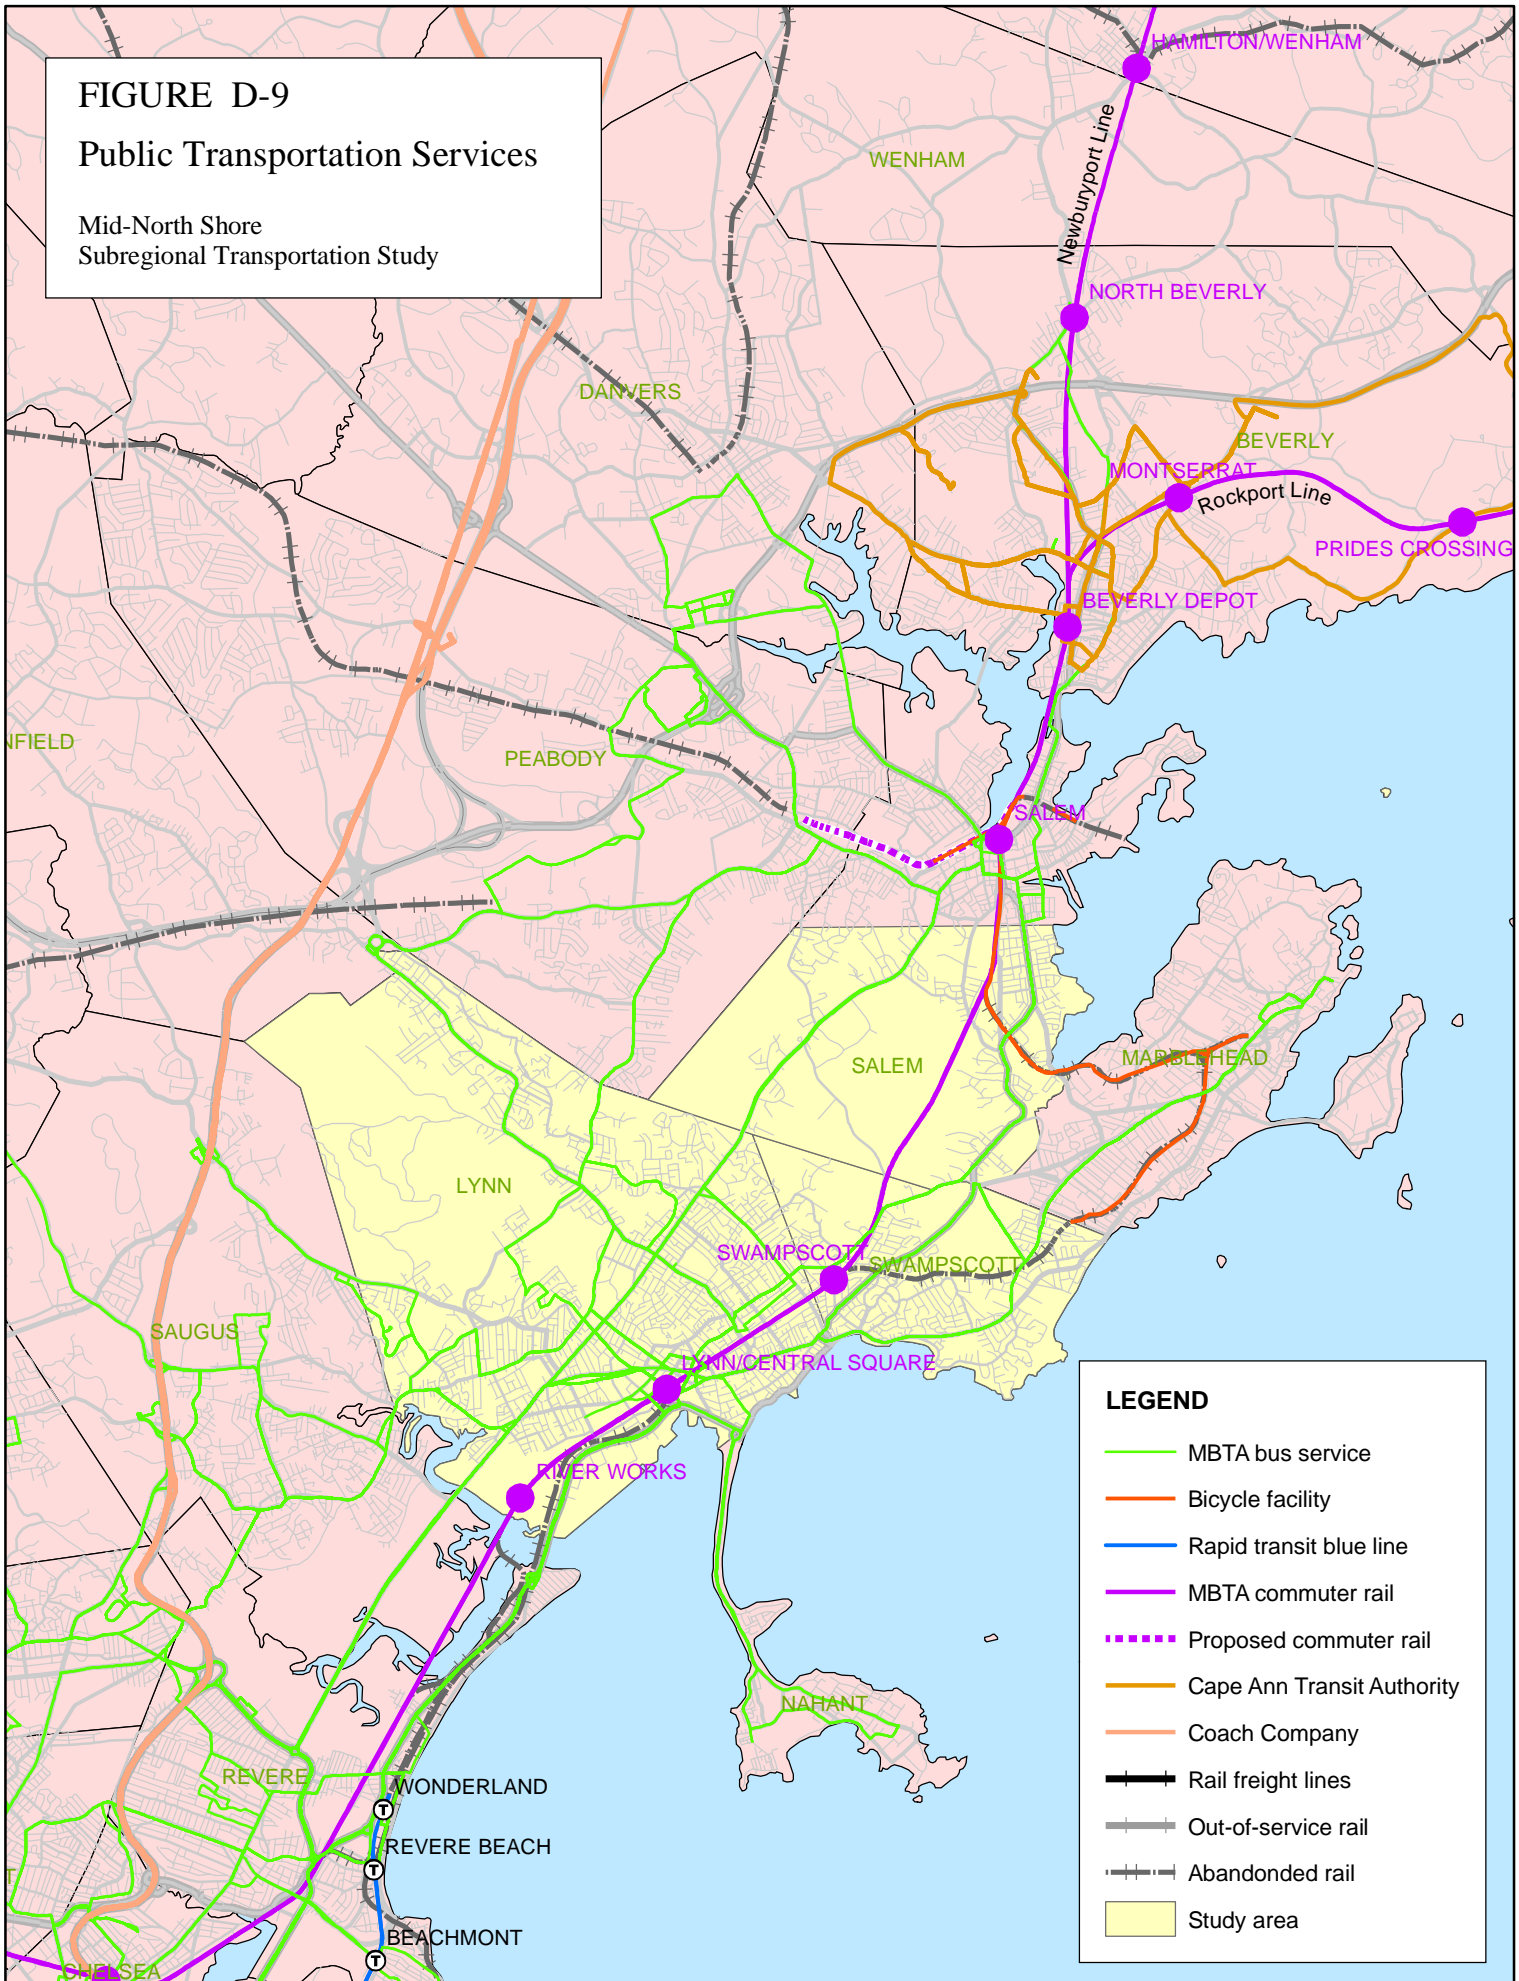 FIGURE D-9
Public Transportation Services
Mid-North Shore
Subregional Transportation Study
HAMILTON/WENHAM
WENHAM
Newburyport Line
NORTH BEVERLY
DANVERS
BEVERLY
MONTSERRAT
Rockport Line
PRIDES CROSSING
BEVERLY DEPOT
NFIELD
PEABODY
SALEM
SALEM
MARBLEHEAD
LYNN
SWAMPSCOTT
SWAMPSCOTT
SAUGUS
LYNN/CENTRAL SQUARE
RIVER WORKS
NAHANT
REVERE
WONDERLAND
T
REVERE BEACH
T
T
BEACHMONT
T
CHELSEA
LEGEND
MBTA bus service
Bicycle facility
Rapid transit blue line
MBTA commuter rail
Proposed commuter rail
Cape Ann Transit Authority
Coach Company
Rail freight lines
Out-of-service rail
Abandonded rail
Study area